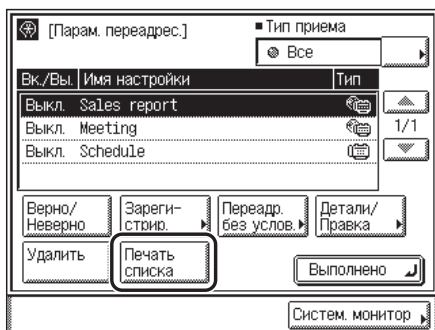 [Парам. переадрес.]
■ Тип приема
Все
Вк./Вы. Имя настройки Тип
Выкл. Sales report
Выкл. Meeting
Выкл. Schedule
1/1
Верно/
Неверно
Зареги-
стрир.
Переадр.
без услов.
Детали/
Правка
Удалить
Печать
списка
Выполнено
Систем. монитор